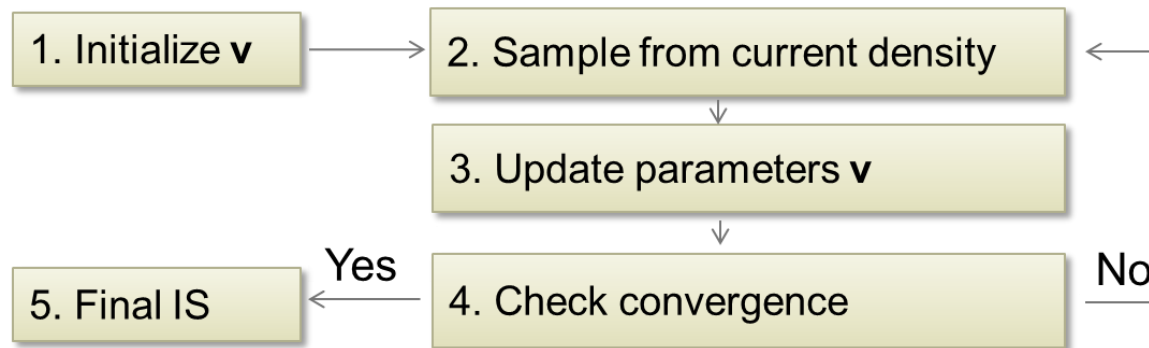 1. Initialize v
2. Sample from current density
3. Update parameters v
Yes
No
5. Final IS
4. Check convergence